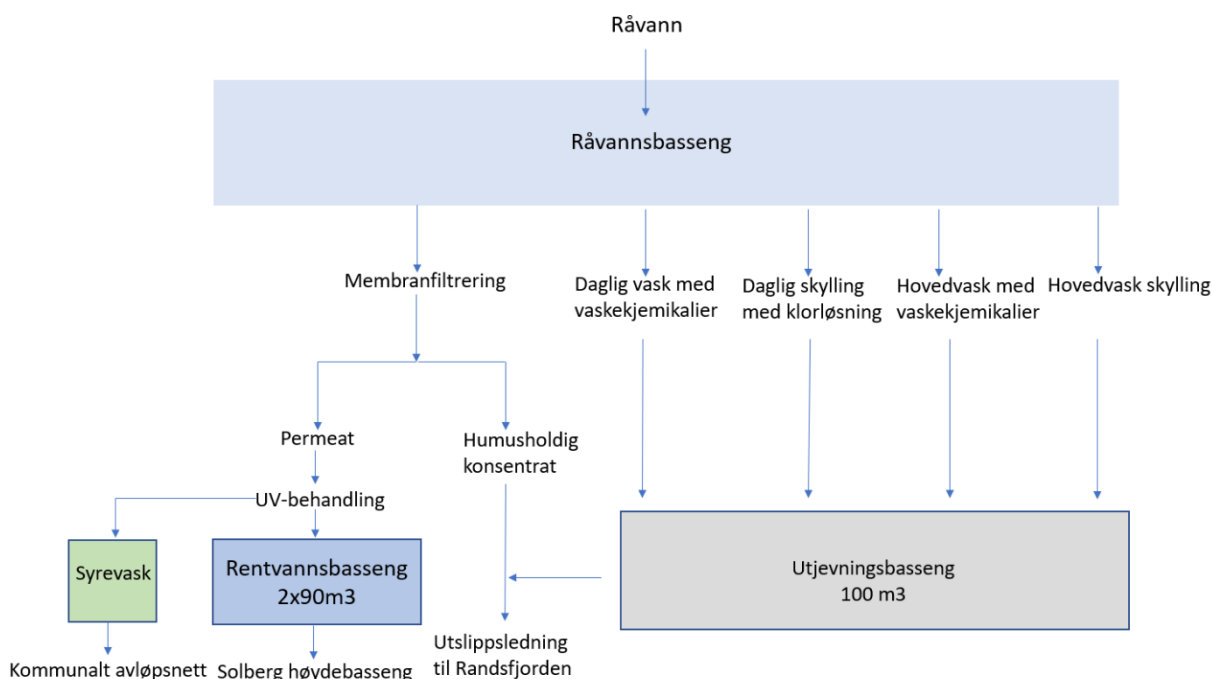 Råvann
Råvannsbasseng
Membranfiltrering
Daglig vask med
vaskekjemikalier
Daglig skylling
med klorløsning
Hovedvask med
vaskekjemikalier
Hovedvask skylling
Permeat
Humusholdig
konsentrat
UV-behandling
Syrevask
Rentvannsbasseng
2x90m3
Utjevningsbasseng
100 m3
Kommunalt avløpsnett
Solberg høydebasseng
Utslippsledning
til Randsfjorden